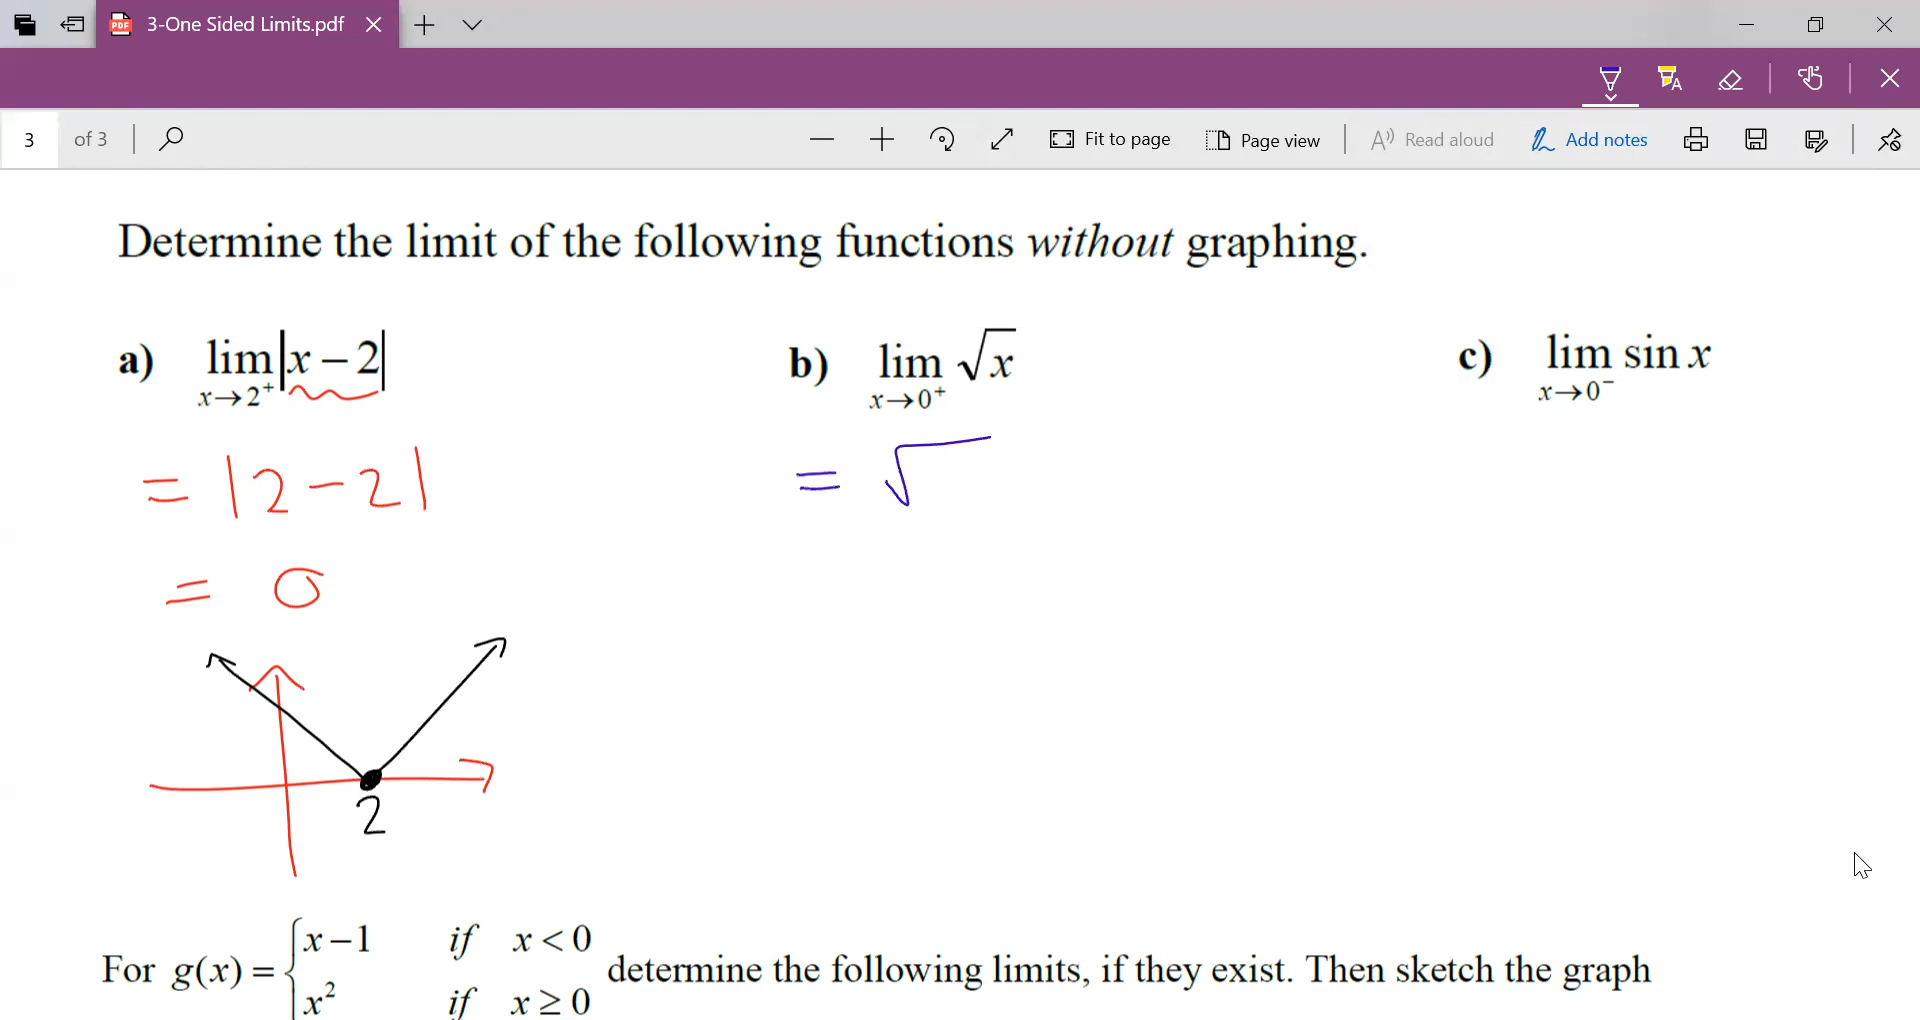 3-One Sided Limits.pdf
3 of 3 Fit to page Page view Read aloud Add notes
Determine the limit of the following functions without graphing.
a) lim x→2⁺ |x − 2| b) lim x→0⁺ √x c) lim x→0⁻ sin x
= |2 - 2| = √
= 0
2
For g(x) = { x − 1 if x < 0 determine the following limits, if they exist. Then sketch the graph
x² if x ≥ 0